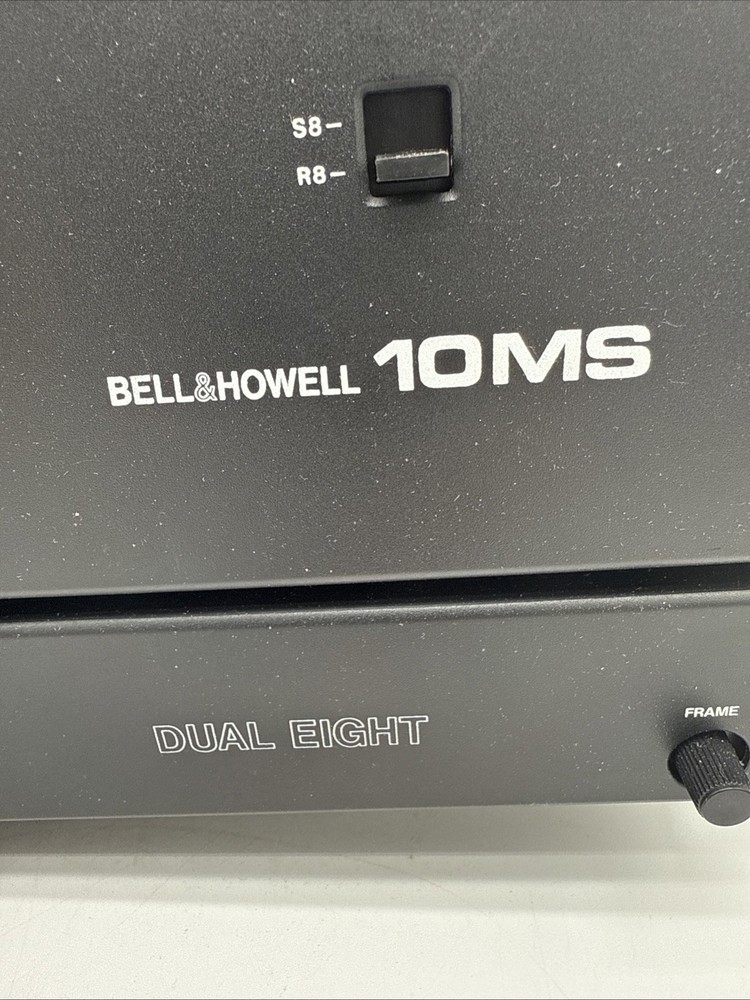 S8-
R8-
BELL&HOWELL 10MS
DUAL EIGHT
FRAME